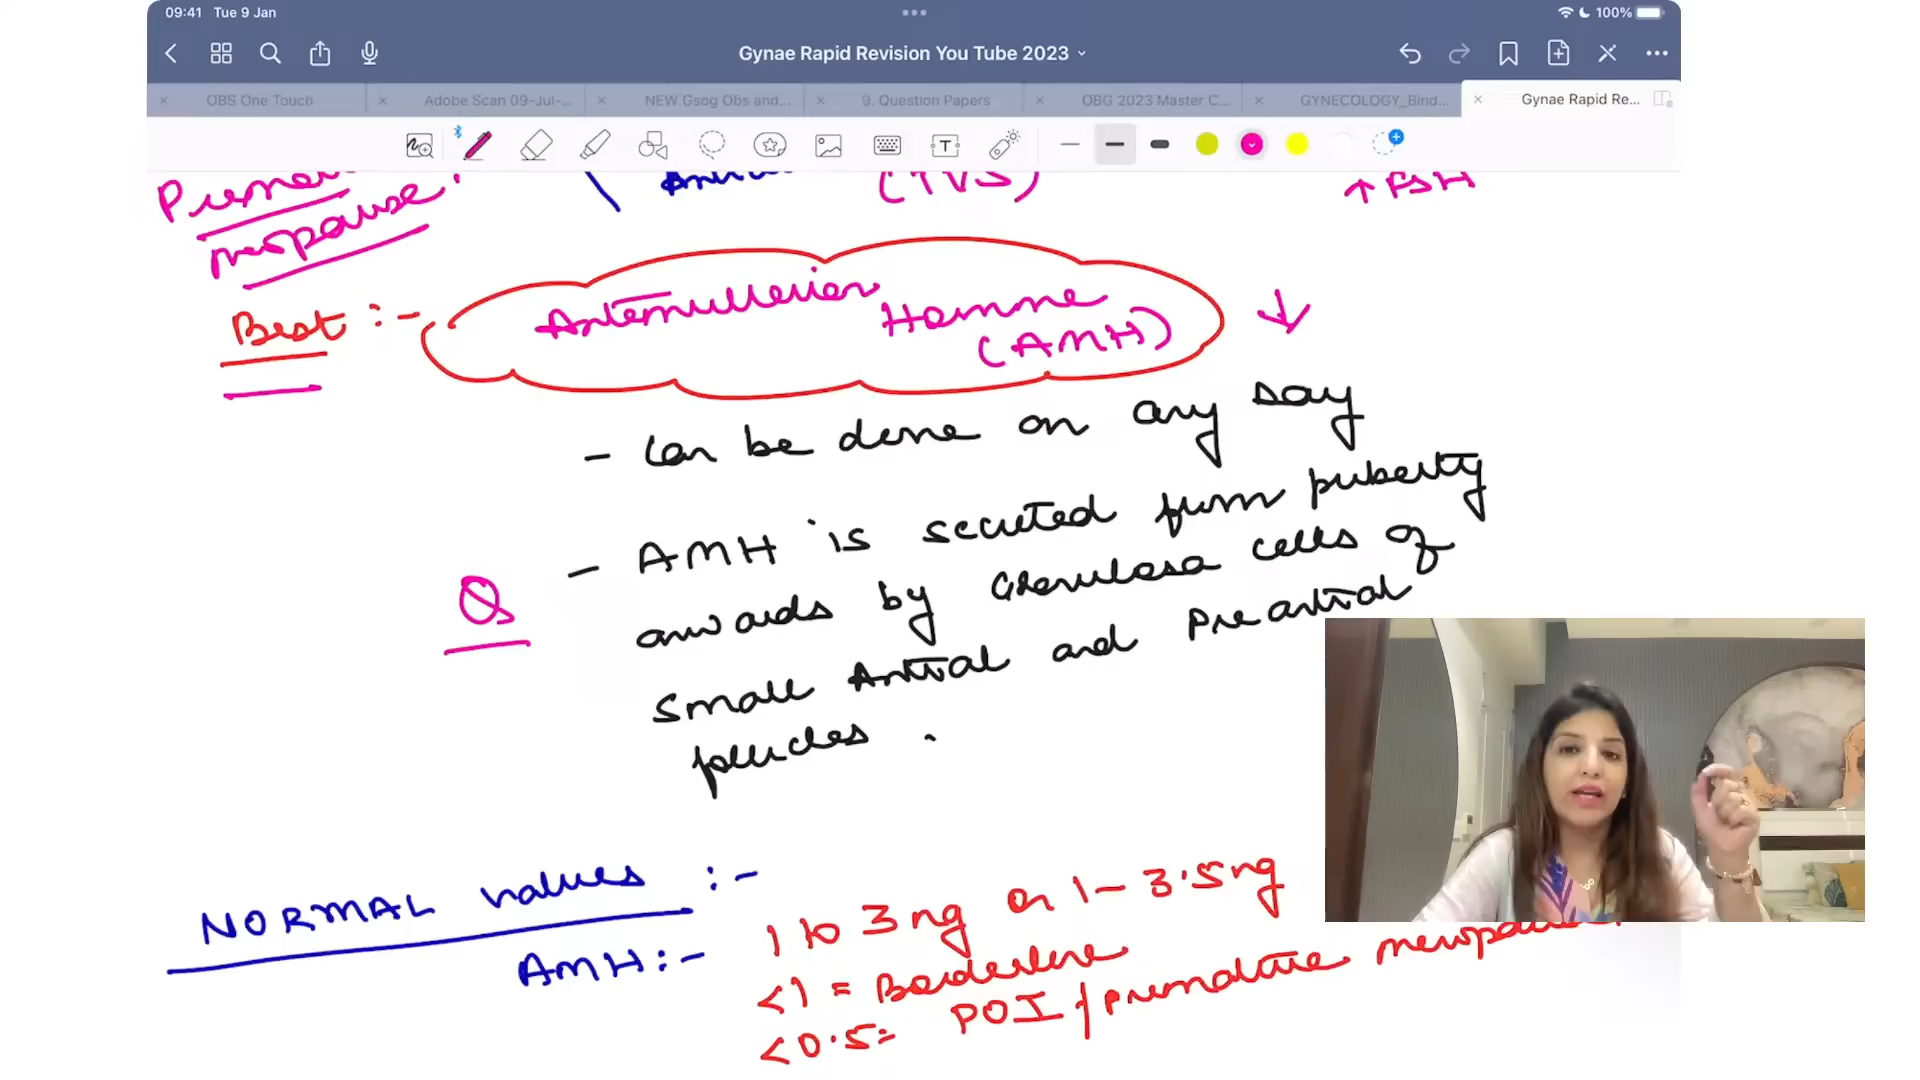 09:41 Tue 9 Jan
100%
Gynae Rapid Revision You Tube 2023
OBS One Touch
Adobe Scan 09-Jul-...
NEW Gsog Obs and...
9. Question Papers
OBG 2023 Master C...
GYNECOLOGY_Bind...
Gynae Rapid Re...
(TVS)
↑ FSH
Best :-
Antemullerian
Hormone
(AMH) ↓
- Can be done on any day
Q
- AMH is secreted from puberty
onwards by Granulosa cells of
Small Antral and Preantral
follicles .
NORMAL values :-
AMH :-
1 to 3 ng or 1 - 3.5 ng
<1 = Borderline
<0.5 = POI / premature menopause